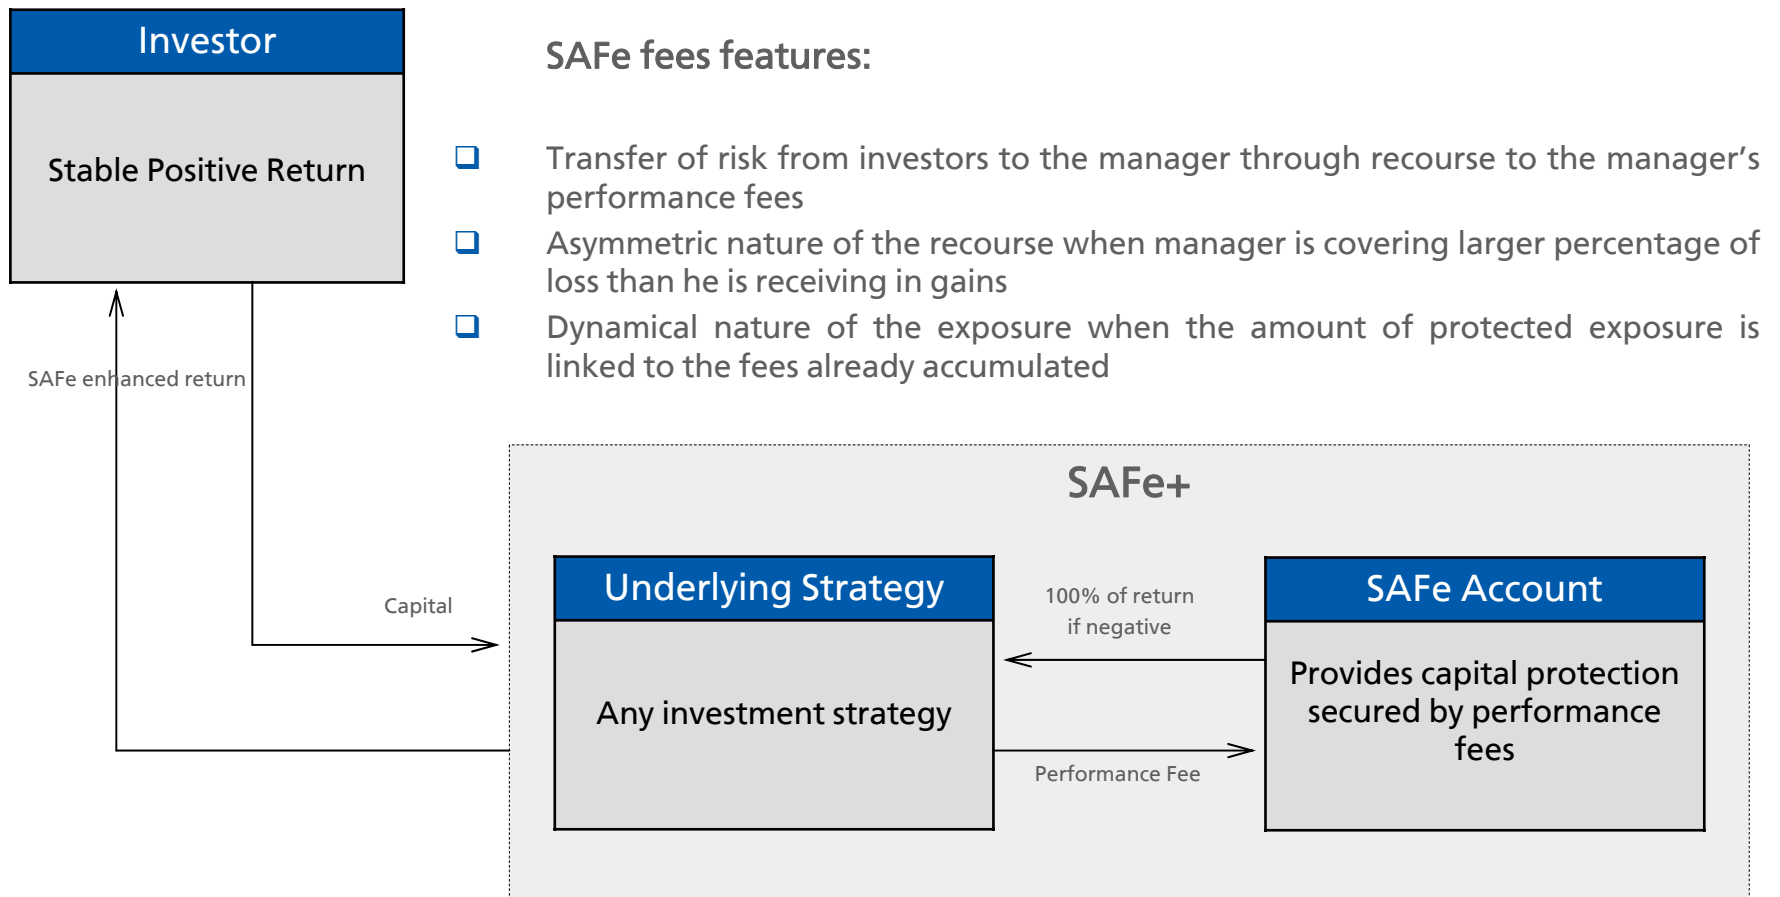 Investor
Stable Positive Return
SAFe fees features:
Transfer of risk from investors to the manager through recourse to the manager’s
performance fees
Asymmetric nature of the recourse when manager is covering larger percentage of
loss than he is receiving in gains
Dynamical nature of the exposure when the amount of protected exposure is
linked to the fees already accumulated
SAFe enhanced return
Capital
SAFe+
Underlying Strategy
Any investment strategy
100% of return
if negative
Performance Fee
SAFe Account
Provides capital protection
secured by performance
fees